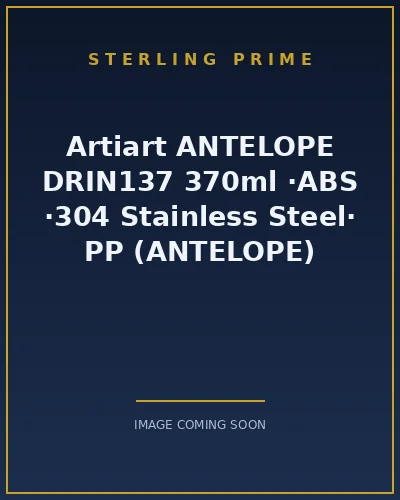 STERLING PRIME
Artiart ANTELOPE
DRIN137 370ml ·ABS
·304 Stainless Steel·
PP (ANTELOPE)
IMAGE COMING SOON